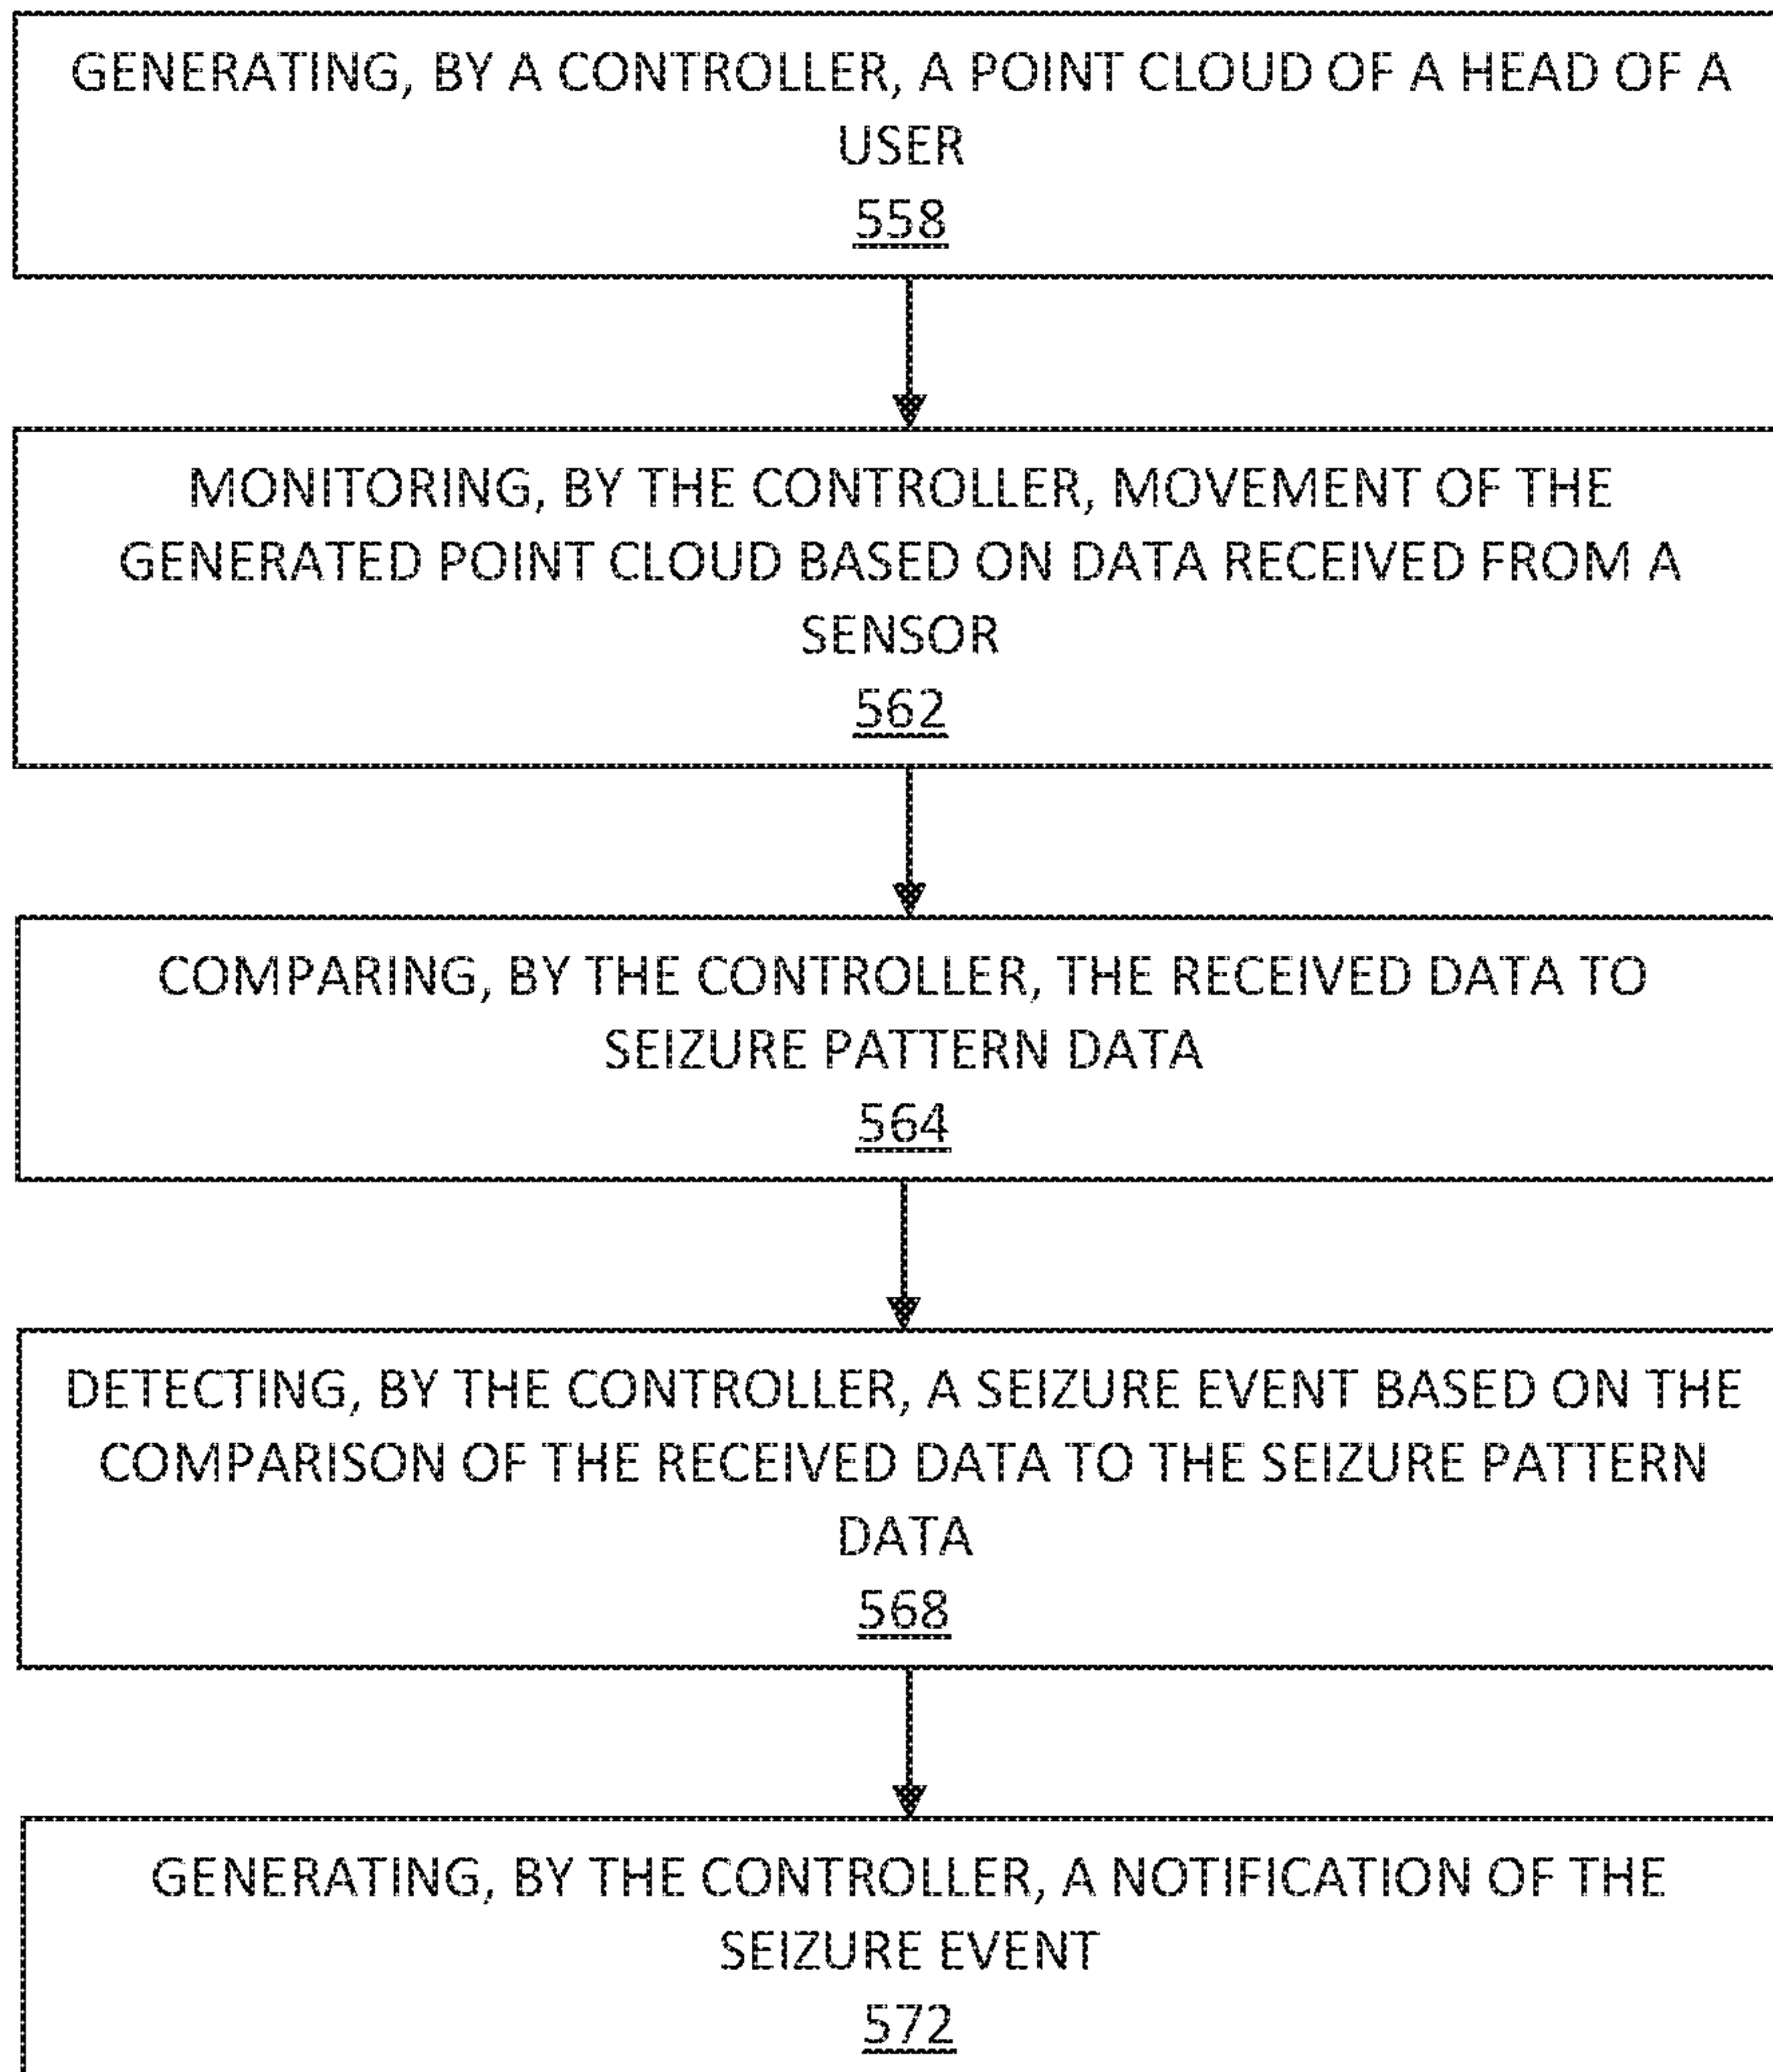 GENERATING, BY A CONTROLLER, A POINT CLOUD OF A HEAD OF A
USER
558
MONITORING, BY THE CONTROLLER, MOVEMENT OF THE
GENERATED POINT CLOUD BASED ON DATA RECEIVED FROM A
SENSOR
562
COMPARING, BY THE CONTROLLER, THE RECEIVED DATA TO
SEIZURE PATTERN DATA
564
DETECTING, BY THE CONTROLLER, A SEIZURE EVENT BASED ON THE
COMPARISON OF THE RECEIVED DATA TO THE SEIZURE PATTERN
DATA
568
GENERATING, BY THE CONTROLLER, A NOTIFICATION OF THE
SEIZURE EVENT
572